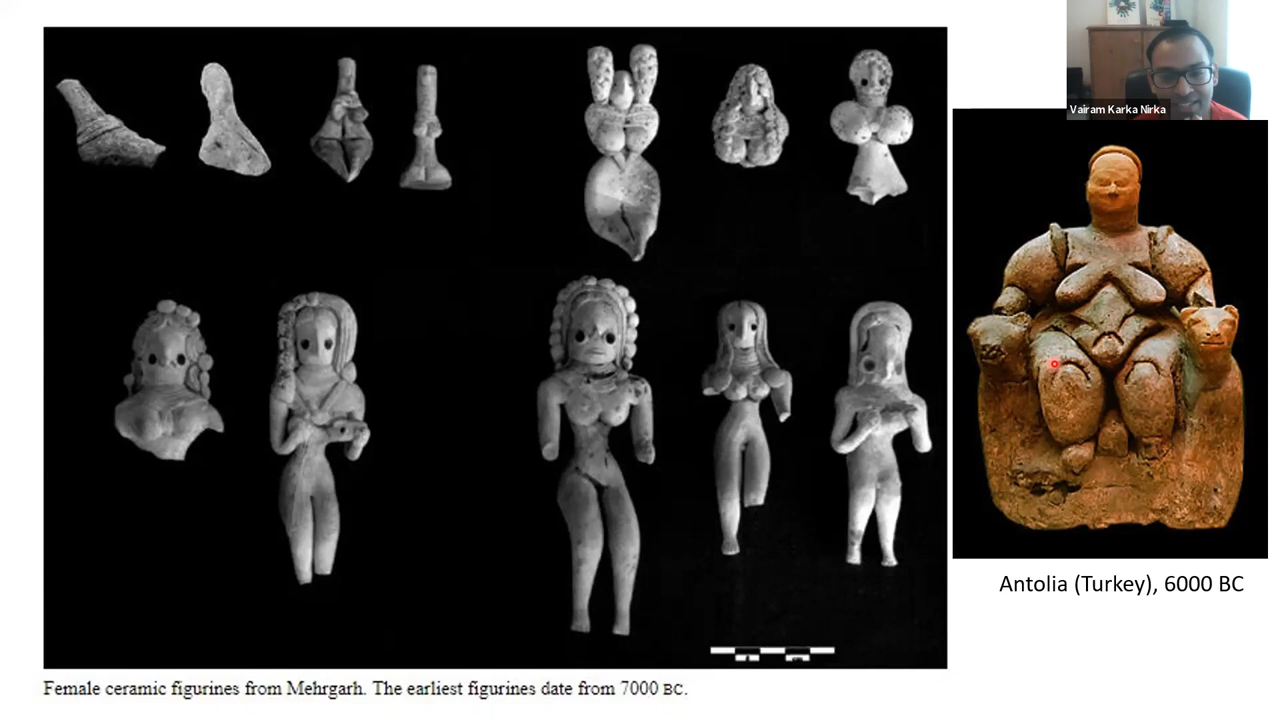 Vairam Karka Nirka
Antolia (Turkey), 6000 BC
Female ceramic figurines from Mehrgarh. The earliest figurines date from 7000 BC.